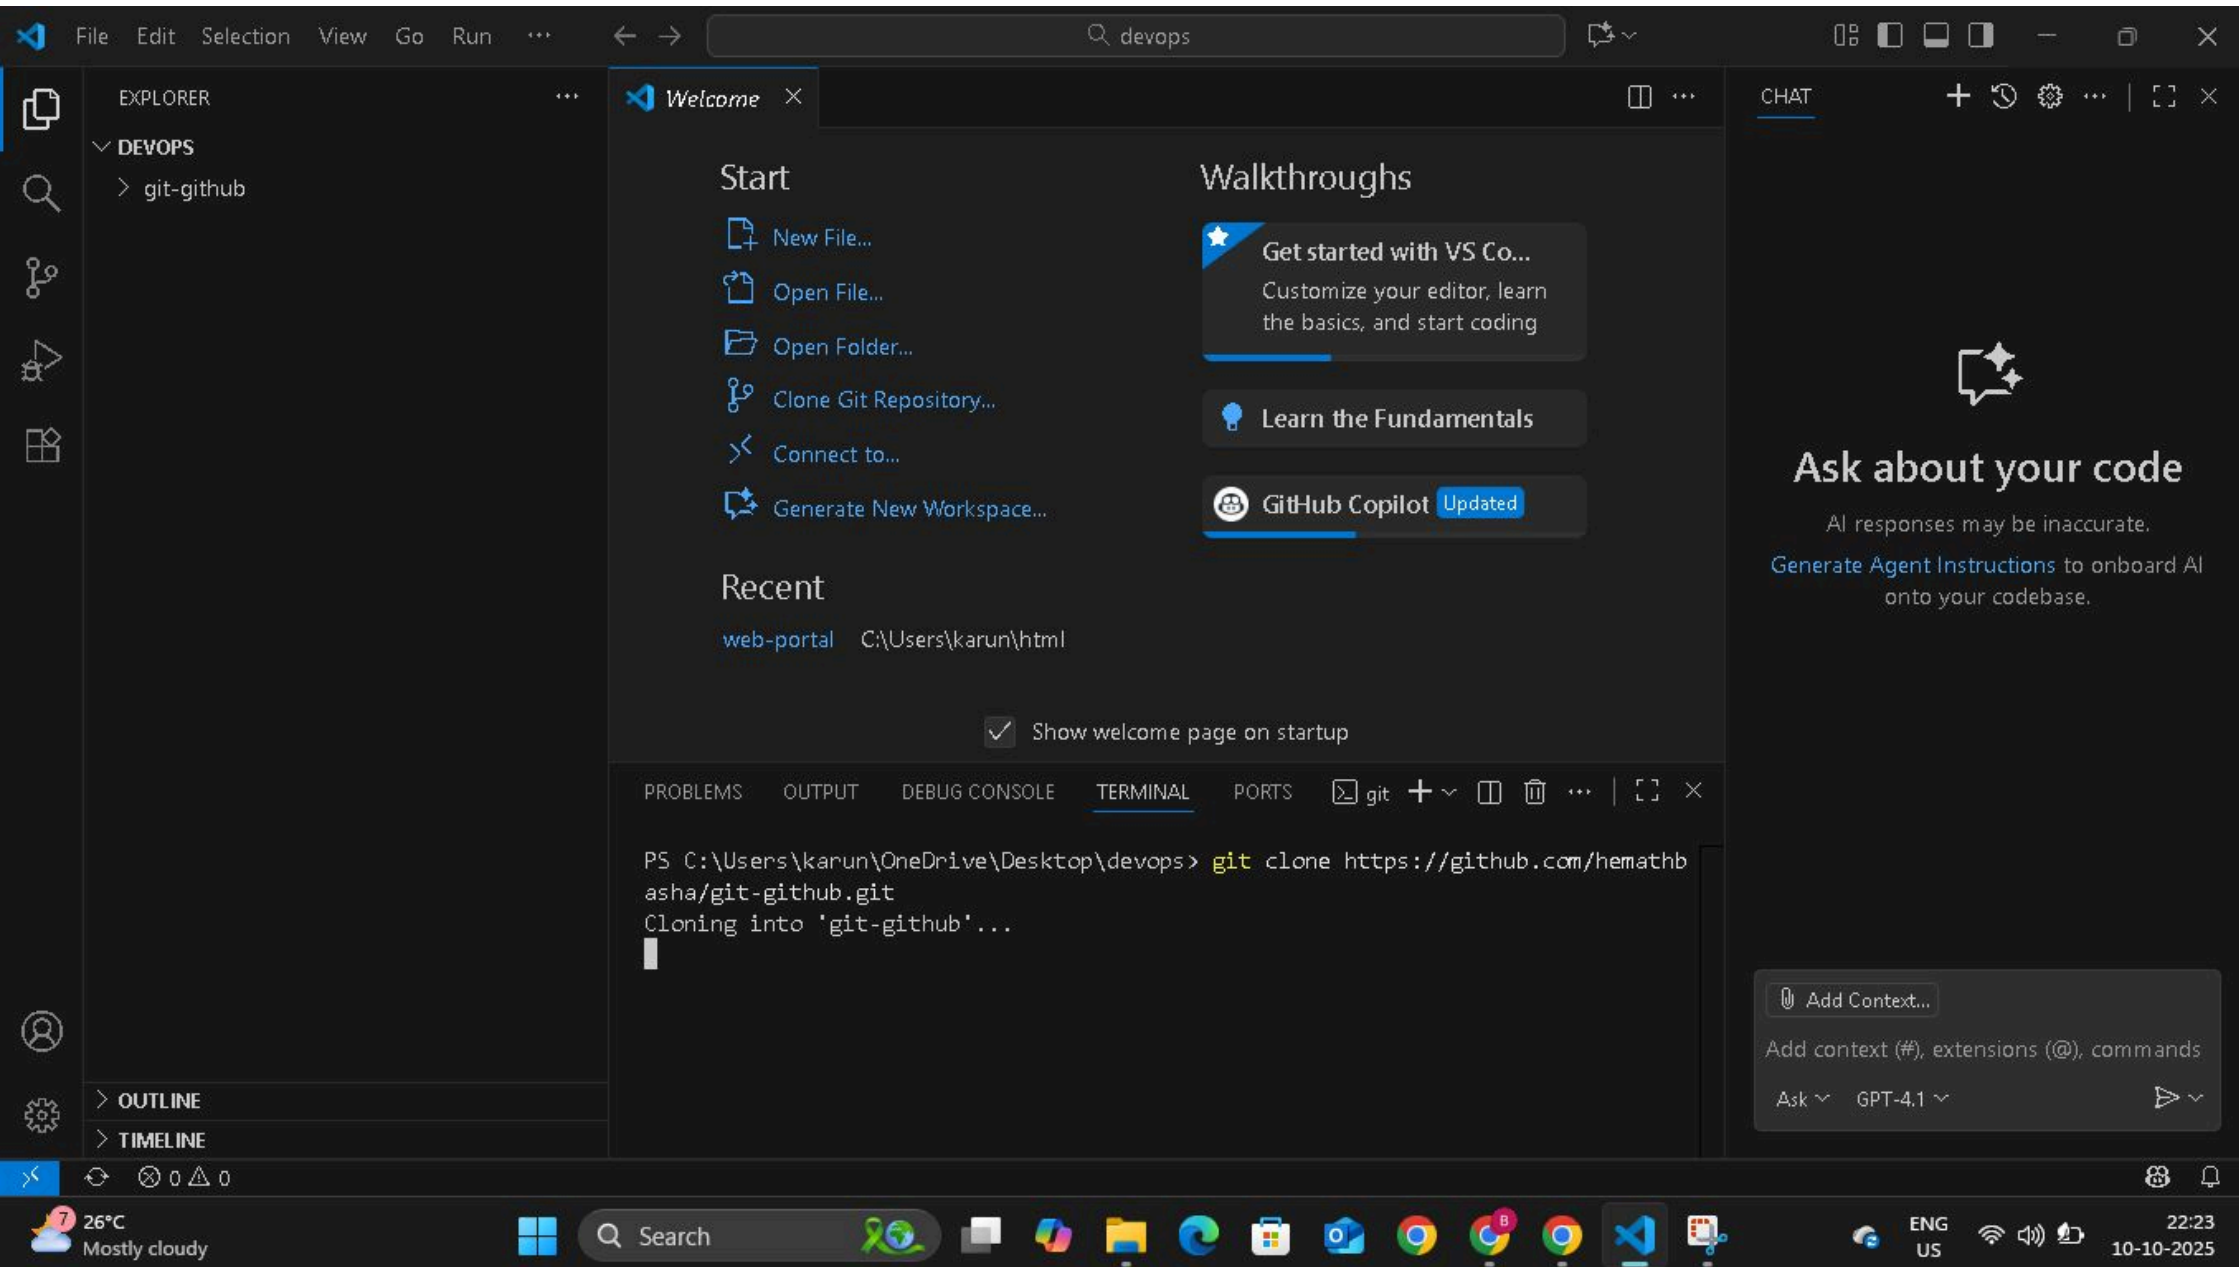 File Edit Selection View Go Run ···
devops
EXPLORER
DEVOPS
git-github
Welcome
Start
New File...
Open File...
Open Folder...
Clone Git Repository...
Connect to...
Generate New Workspace...
Recent
web-portal C:\Users\karun\html
Walkthroughs
Get started with VS Co...
Customize your editor, learn
the basics, and start coding
Learn the Fundamentals
GitHub Copilot Updated
Show welcome page on startup
PROBLEMS OUTPUT DEBUG CONSOLE TERMINAL PORTS git
PS C:\Users\karun\OneDrive\Desktop\devops> git clone https://github.com/hemathb
asha/git-github.git
Cloning into 'git-github'...
CHAT
Ask about your code
AI responses may be inaccurate.
Generate Agent Instructions to onboard AI
onto your codebase.
Add Context...
Add context (#), extensions (@), commands
Ask GPT-4.1
OUTLINE
TIMELINE
0 0
7
26°C
Mostly cloudy
Search
B
ENG
US
22:23
10-10-2025